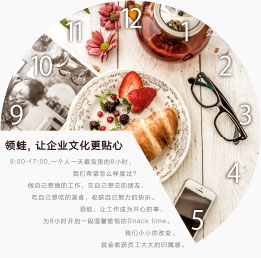 11
12
1
10
2
9
3
4
5
领蛙，让企业文化更贴心
9:00-17:00,一个人一天最宝贵的8小时，
我们希望怎么样度过？
做自己想做的工作，交自己想交的朋友，
吃自己想吃的美食，收获自己努力的快乐。
领蛙，让工作成为开心的事，
为8小时开启一段温馨愉悦的Snack time。
我们小小的改变，
就会收获员工大大的归属感。